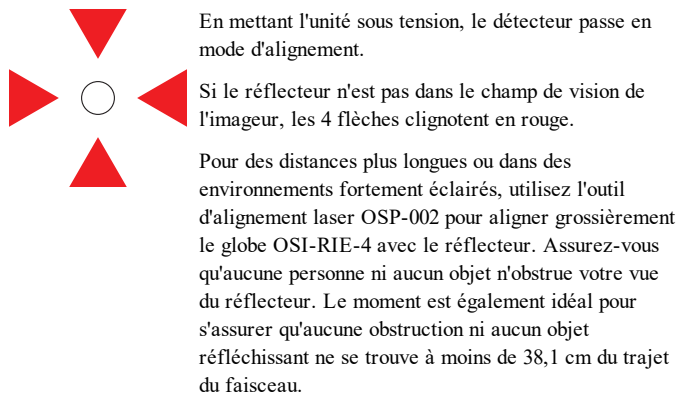 En mettant l'unité sous tension, le détecteur passe en
mode d'alignement.
Si le réflecteur n'est pas dans le champ de vision de
l'imageur, les 4 flèches clignotent en rouge.
Pour des distances plus longues ou dans des
environnements fortement éclairés, utilisez l'outil
d'alignement laser OSP-002 pour aligner grossièrement
le globe OSI-RIE-4 avec le réflecteur. Assurez-vous
qu'aucune personne ni aucun objet n'obstrue votre vue
du réflecteur. Le moment est également idéal pour
s'assurer qu'aucune obstruction ni aucun objet
réfléchissant ne se trouve à moins de 38,1 cm du trajet
du faisceau.